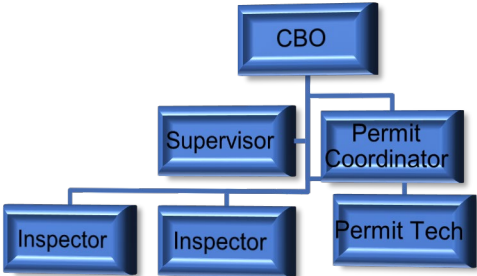 CBO
Supervisor
Permit
Coordinator
Inspector
Inspector
Permit Tech